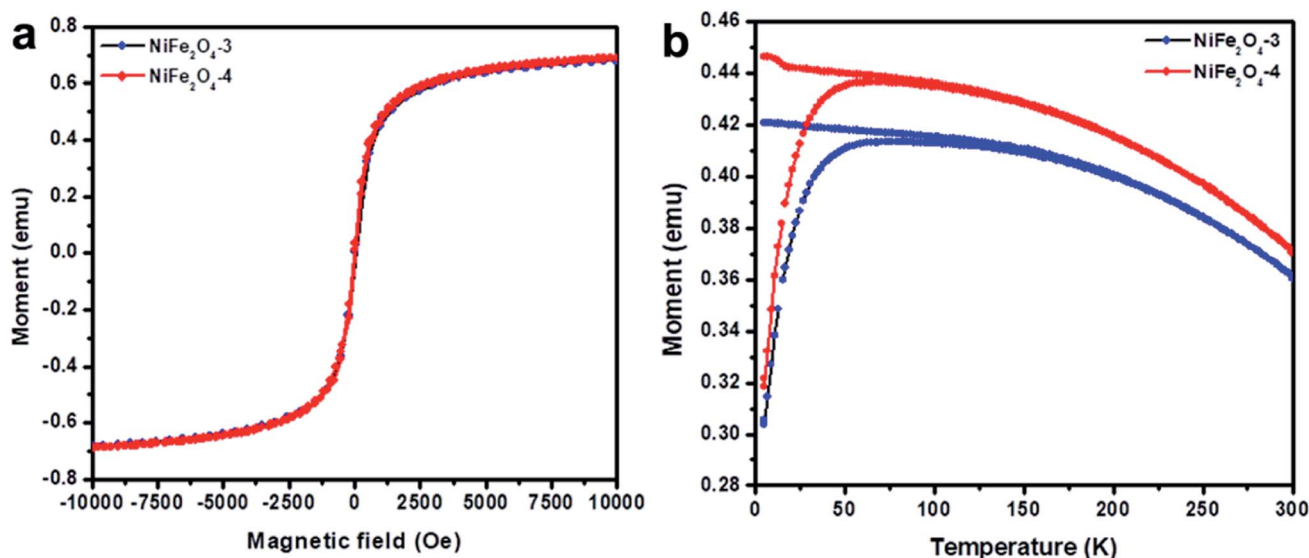 a
NiFe₂O₄-3
NiFe₂O₄-4
0.8
0.6
0.4
0.2
0.0
-0.2
-0.4
-0.6
-0.8
Moment (emu)
-10000 -7500 -5000 -2500 0 2500 5000 7500 10000
Magnetic field (Oe)
b
NiFe₂O₄-3
NiFe₂O₄-4
0.46
0.44
0.42
0.40
0.38
0.36
0.34
0.32
0.30
0.28
Moment (emu)
0 50 100 150 200 250 300
Temperature (K)